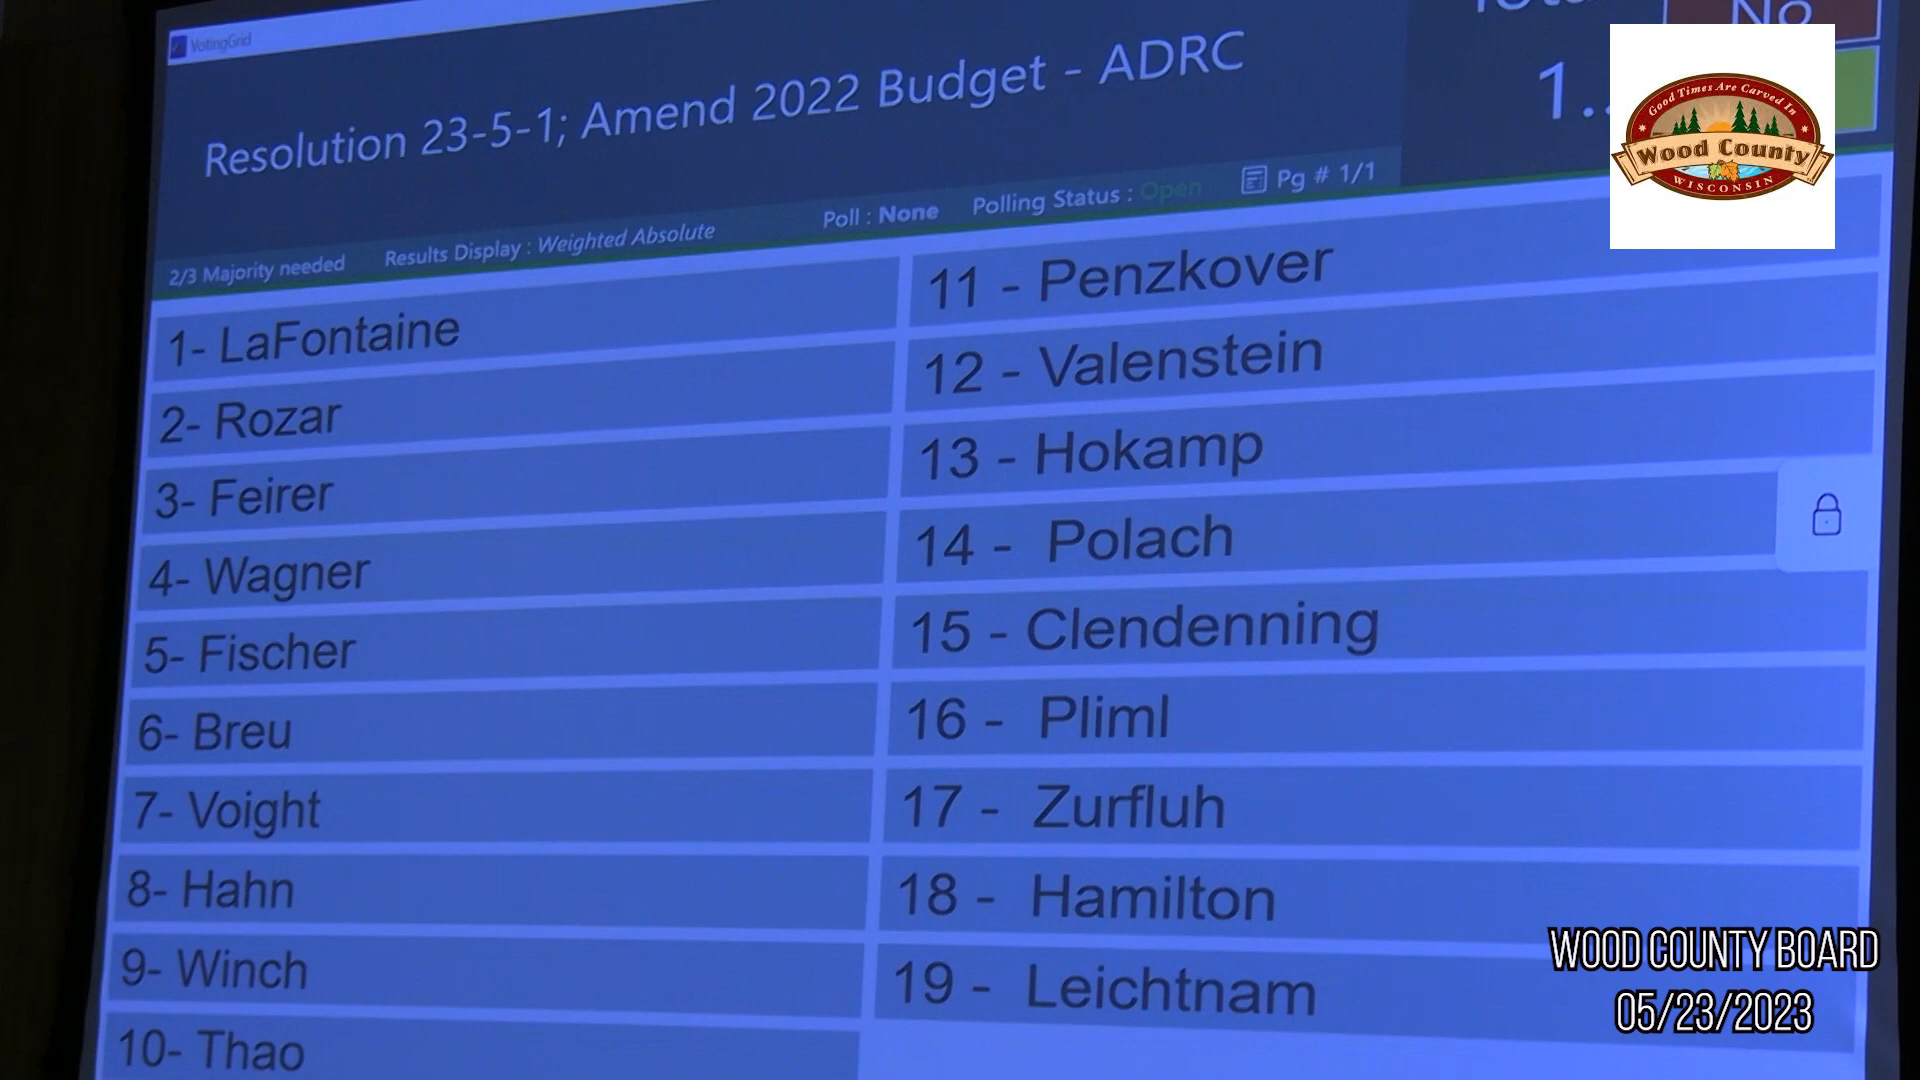 VotingGrid
Resolution 23-5-1; Amend 2022 Budget - ADRC
No
1..
2/3 Majority needed Results Display : Weighted Absolute Poll : None Polling Status : Open Pg # 1/1
1- LaFontaine
2- Rozar
3- Feirer
4- Wagner
5- Fischer
6- Breu
7- Voight
8- Hahn
9- Winch
10- Thao
11 - Penzkover
12 - Valenstein
13 - Hokamp
14 - Polach
15 - Clendenning
16 - Pliml
17 - Zurfluh
18 - Hamilton
19 - Leichtnam
Good Times Are Carved In
Wood County
WISCONSIN
WOOD COUNTY BOARD
05/23/2023